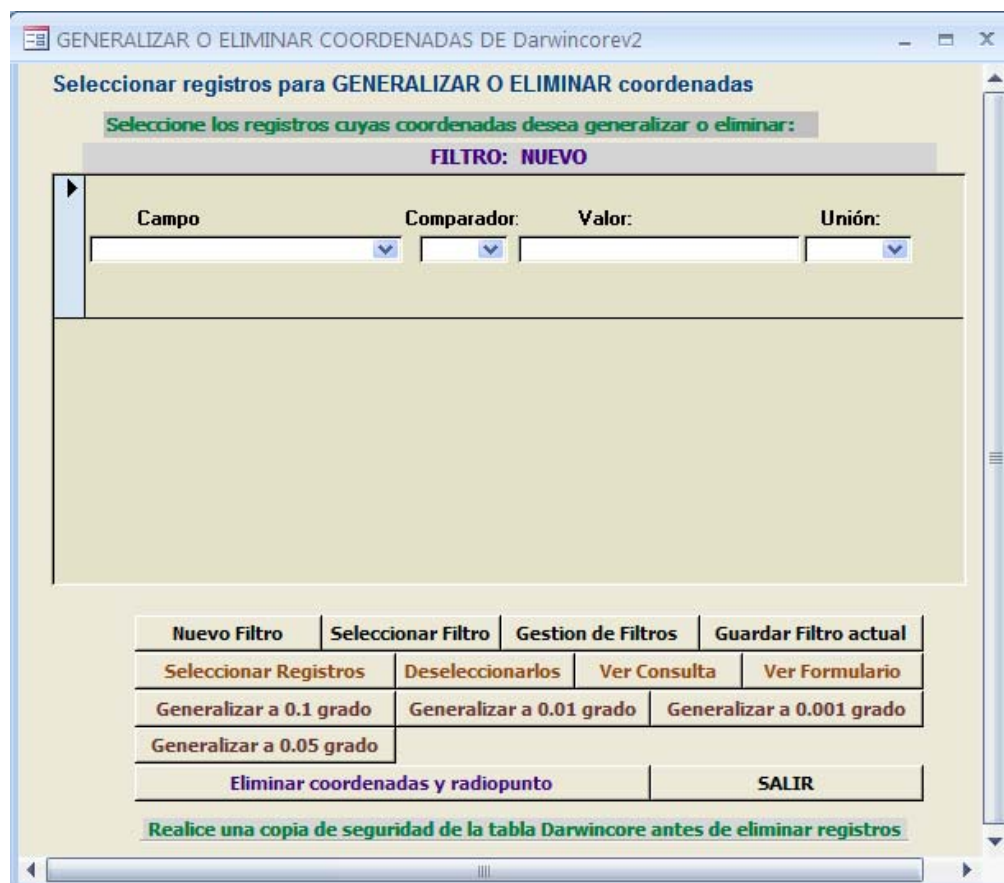 GENERALIZAR O ELIMINAR COORDENADAS DE Darwincorev2
Seleccionar registros para GENERALIZAR O ELIMINAR coordenadas
Seleccione los registros cuyas coordenadas desea generalizar o eliminar:
FILTRO: NUEVO
Campo Comparador: Valor: Unión:
Nuevo Filtro Seleccionar Filtro Gestion de Filtros Guardar Filtro actual
Seleccionar Registros Deseleccionarlos Ver Consulta Ver Formulario
Generalizar a 0.1 grado Generalizar a 0.01 grado Generalizar a 0.001 grado
Generalizar a 0.05 grado
Eliminar coordenadas y radiopunto SALIR
Realice una copia de seguridad de la tabla Darwincore antes de eliminar registros